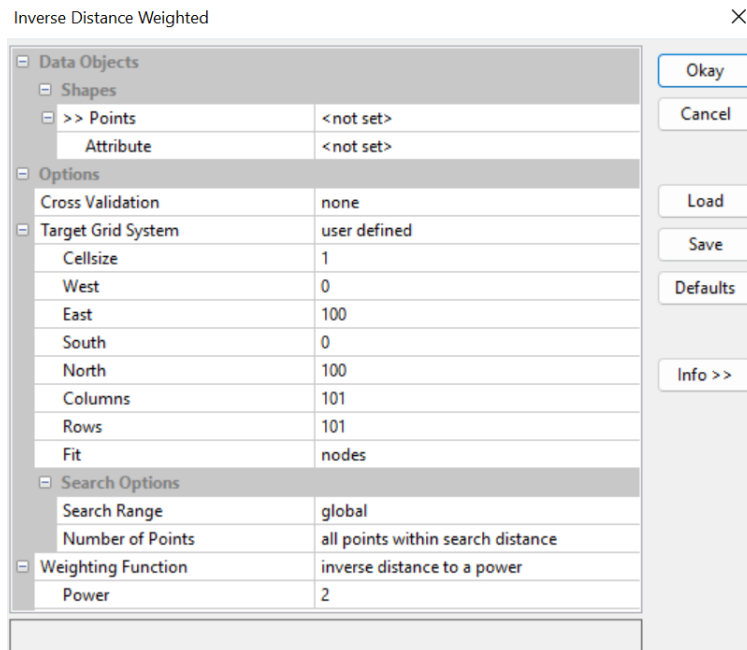 Inverse Distance Weighted
Data Objects
Shapes
>> Points <not set>
Attribute <not set>
Options
Cross Validation none
Target Grid System user defined
Cellsize 1
West 0
East 100
South 0
North 100
Columns 101
Rows 101
Fit nodes
Search Options
Search Range global
Number of Points all points within search distance
Weighting Function inverse distance to a power
Power 2
Okay
Cancel
Load
Save
Defaults
Info >>